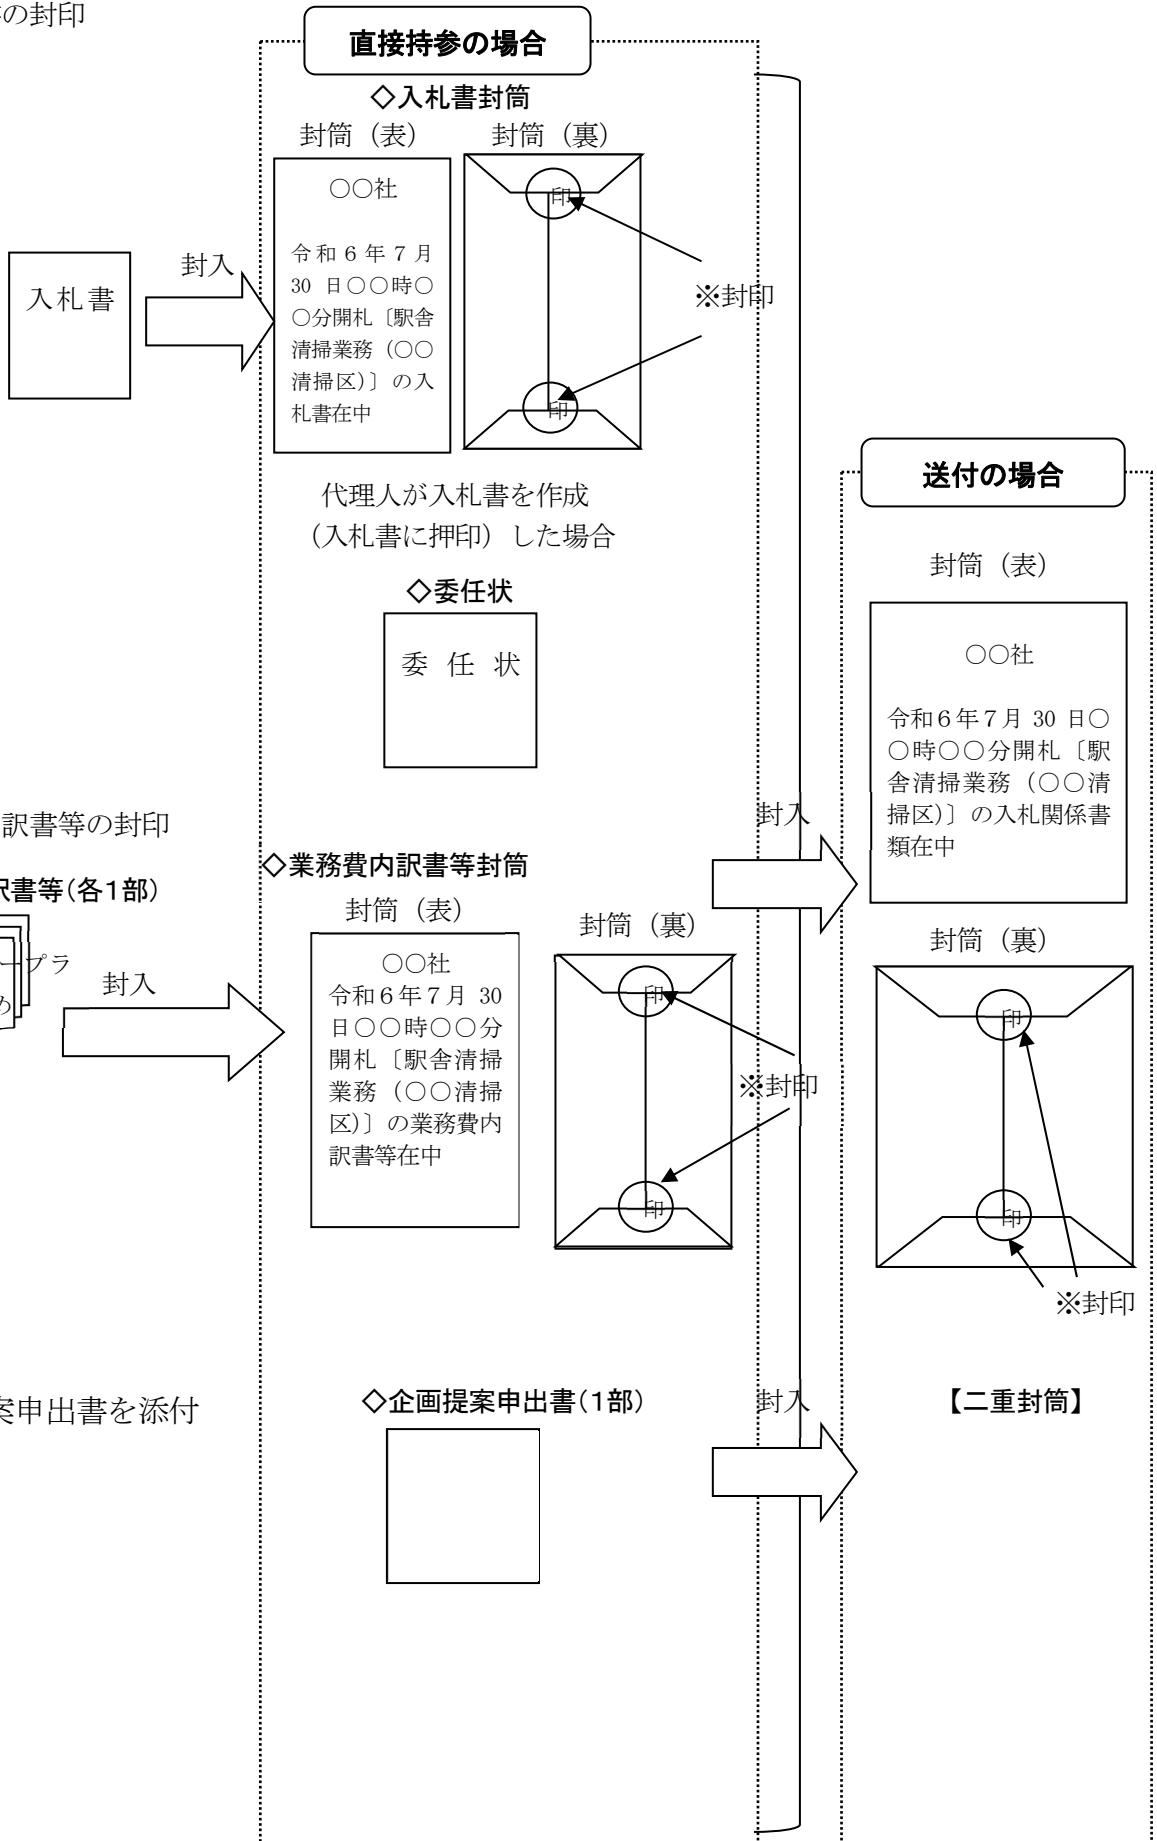 の封印
直接持参の場合
◇入札書封筒
封筒（表）
封筒（裏）
○○社
令和６年７月
30 日○○時○
○分開札〔駅舎
清掃業務（○○
清掃区)〕の入
札書在中
印
印
※封印
入札書
封入
代理人が入札書を作成
（入札書に押印）した場合
◇委任状
委 任 状
訳書等の封印
訳書等(各1部)
ープラ
め
封入
◇業務費内訳書等封筒
封筒（表）
封筒（裏）
○○社
令和６年７月 30
日○○時○○分
開札〔駅舎清掃
業務（○○清掃
区)〕の業務費内
訳書等在中
印
印
※封印
案申出書を添付
◇企画提案申出書(1部)
封入
封入
送付の場合
封筒（表）
○○社
令和６年７月 30 日○
○時○○分開札〔駅
舎清掃業務（○○清
掃区)〕の入札関係書
類在中
封筒（裏）
印
印
※封印
【二重封筒】